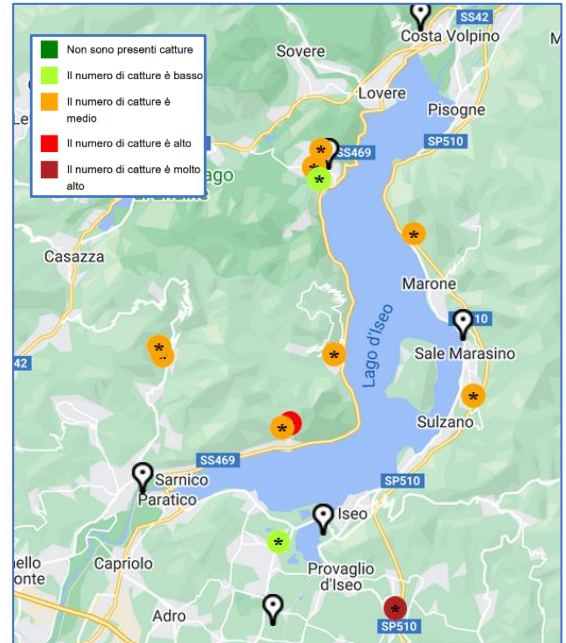 SS42
Costa Volpino
Non sono presenti catture
Il numero di catture è basso
Il numero di catture è
medio
Il numero di catture è alto
Il numero di catture è molto
alto
Sovere
Lovere
Pisogne
SP510
SS469
Casazza
Marone
Lago d'Iseo
Sale Marasino
42
Sulzano
SS469
SP510
Sarnico
Paratico
Iseo
Capriolo
Provaglio
d'Iseo
Adro
SP510